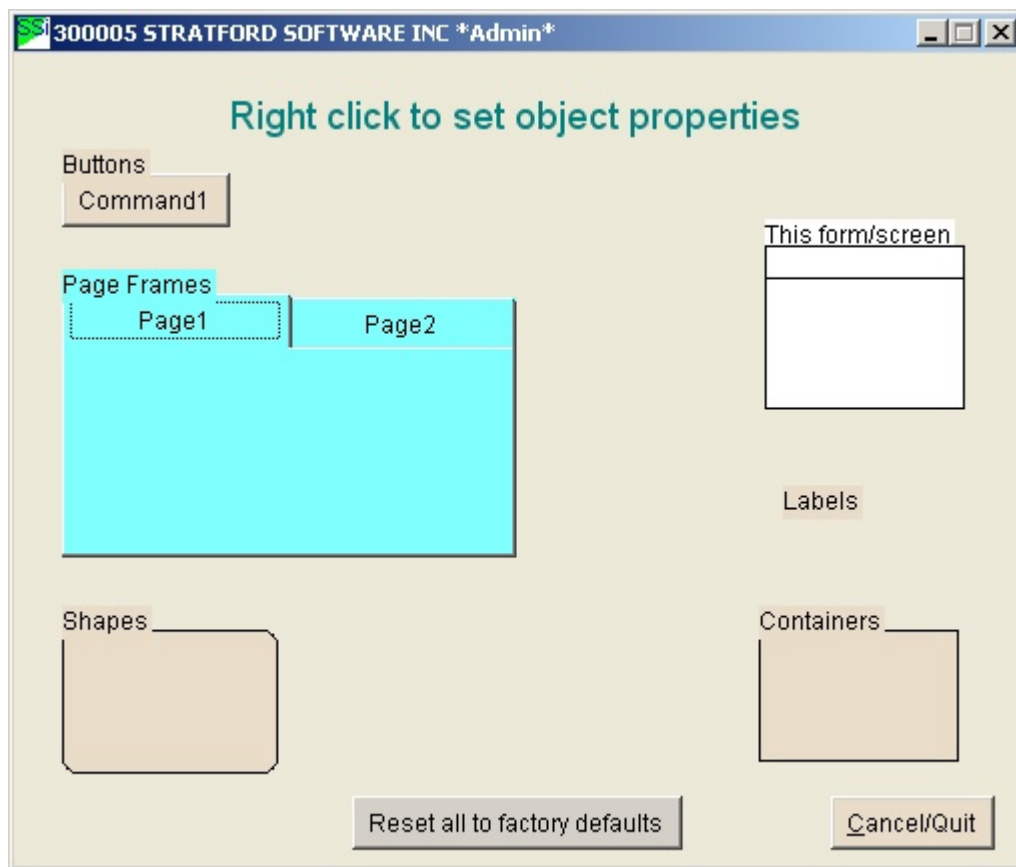 SSi 300005 STRATFORD SOFTWARE INC *Admin*
Right click to set object properties
Buttons
Command1
This form/screen
Page Frames
Page1 Page2
Labels
Shapes
Containers
Reset all to factory defaults
Cancel/Quit